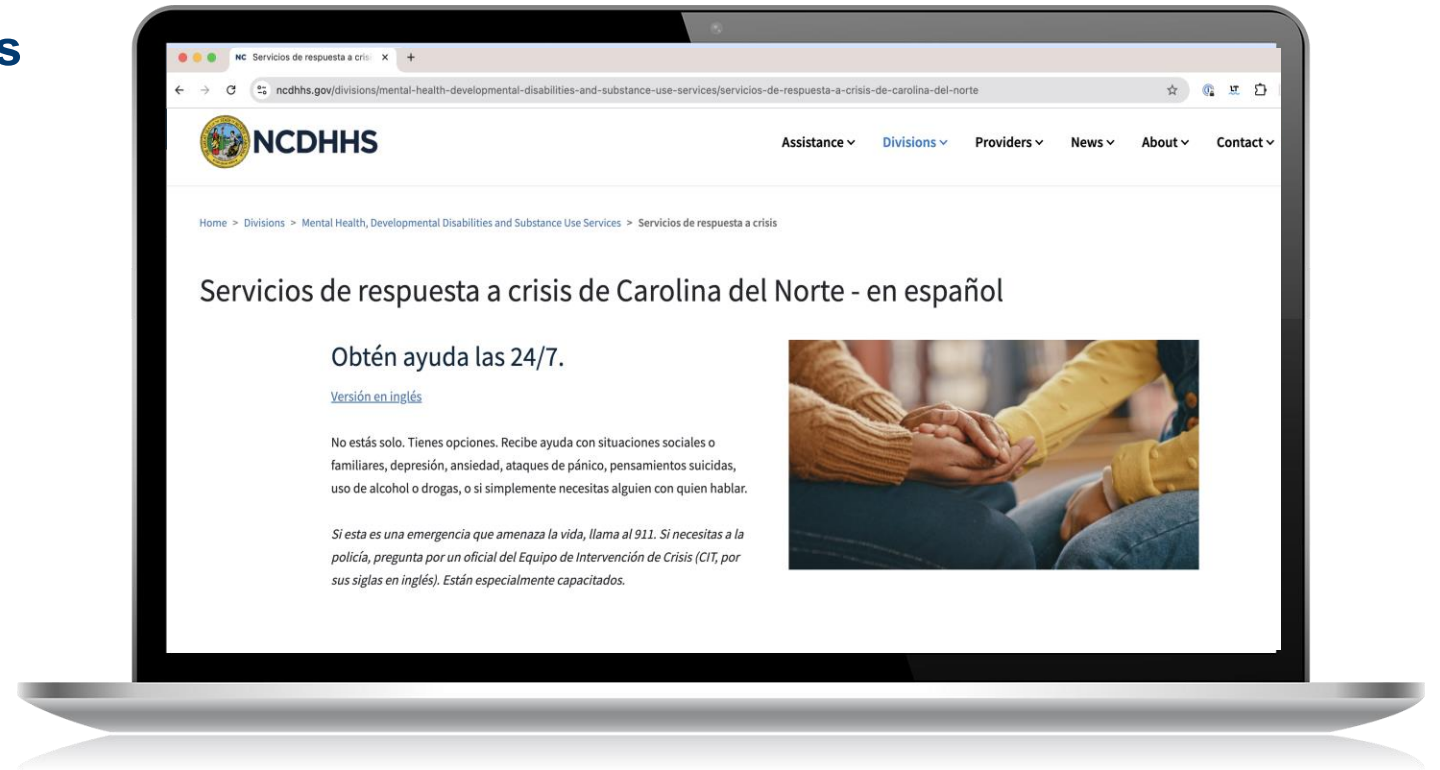 s
NC Servicios de respuesta a cris
ncdhhs.gov/divisions/mental-health-developmental-disabilities-and-substance-use-services/servicios-de-respuesta-a-crisis-de-carolina-del-norte
NCDHHS
Assistance Divisions Providers News About Contact
Home > Divisions > Mental Health, Developmental Disabilities and Substance Use Services > Servicios de respuesta a crisis
Servicios de respuesta a crisis de Carolina del Norte - en español
Obtén ayuda las 24/7.
Versión en inglés
No estás solo. Tienes opciones. Recibe ayuda con situaciones sociales o
familiares, depresión, ansiedad, ataques de pánico, pensamientos suicidas,
uso de alcohol o drogas, o si simplemente necesitas alguien con quien hablar.
Si esta es una emergencia que amenaza la vida, llama al 911. Si necesitas a la
policía, pregunta por un oficial del Equipo de Intervención de Crisis (CIT, por
sus siglas en inglés). Están especialmente capacitados.